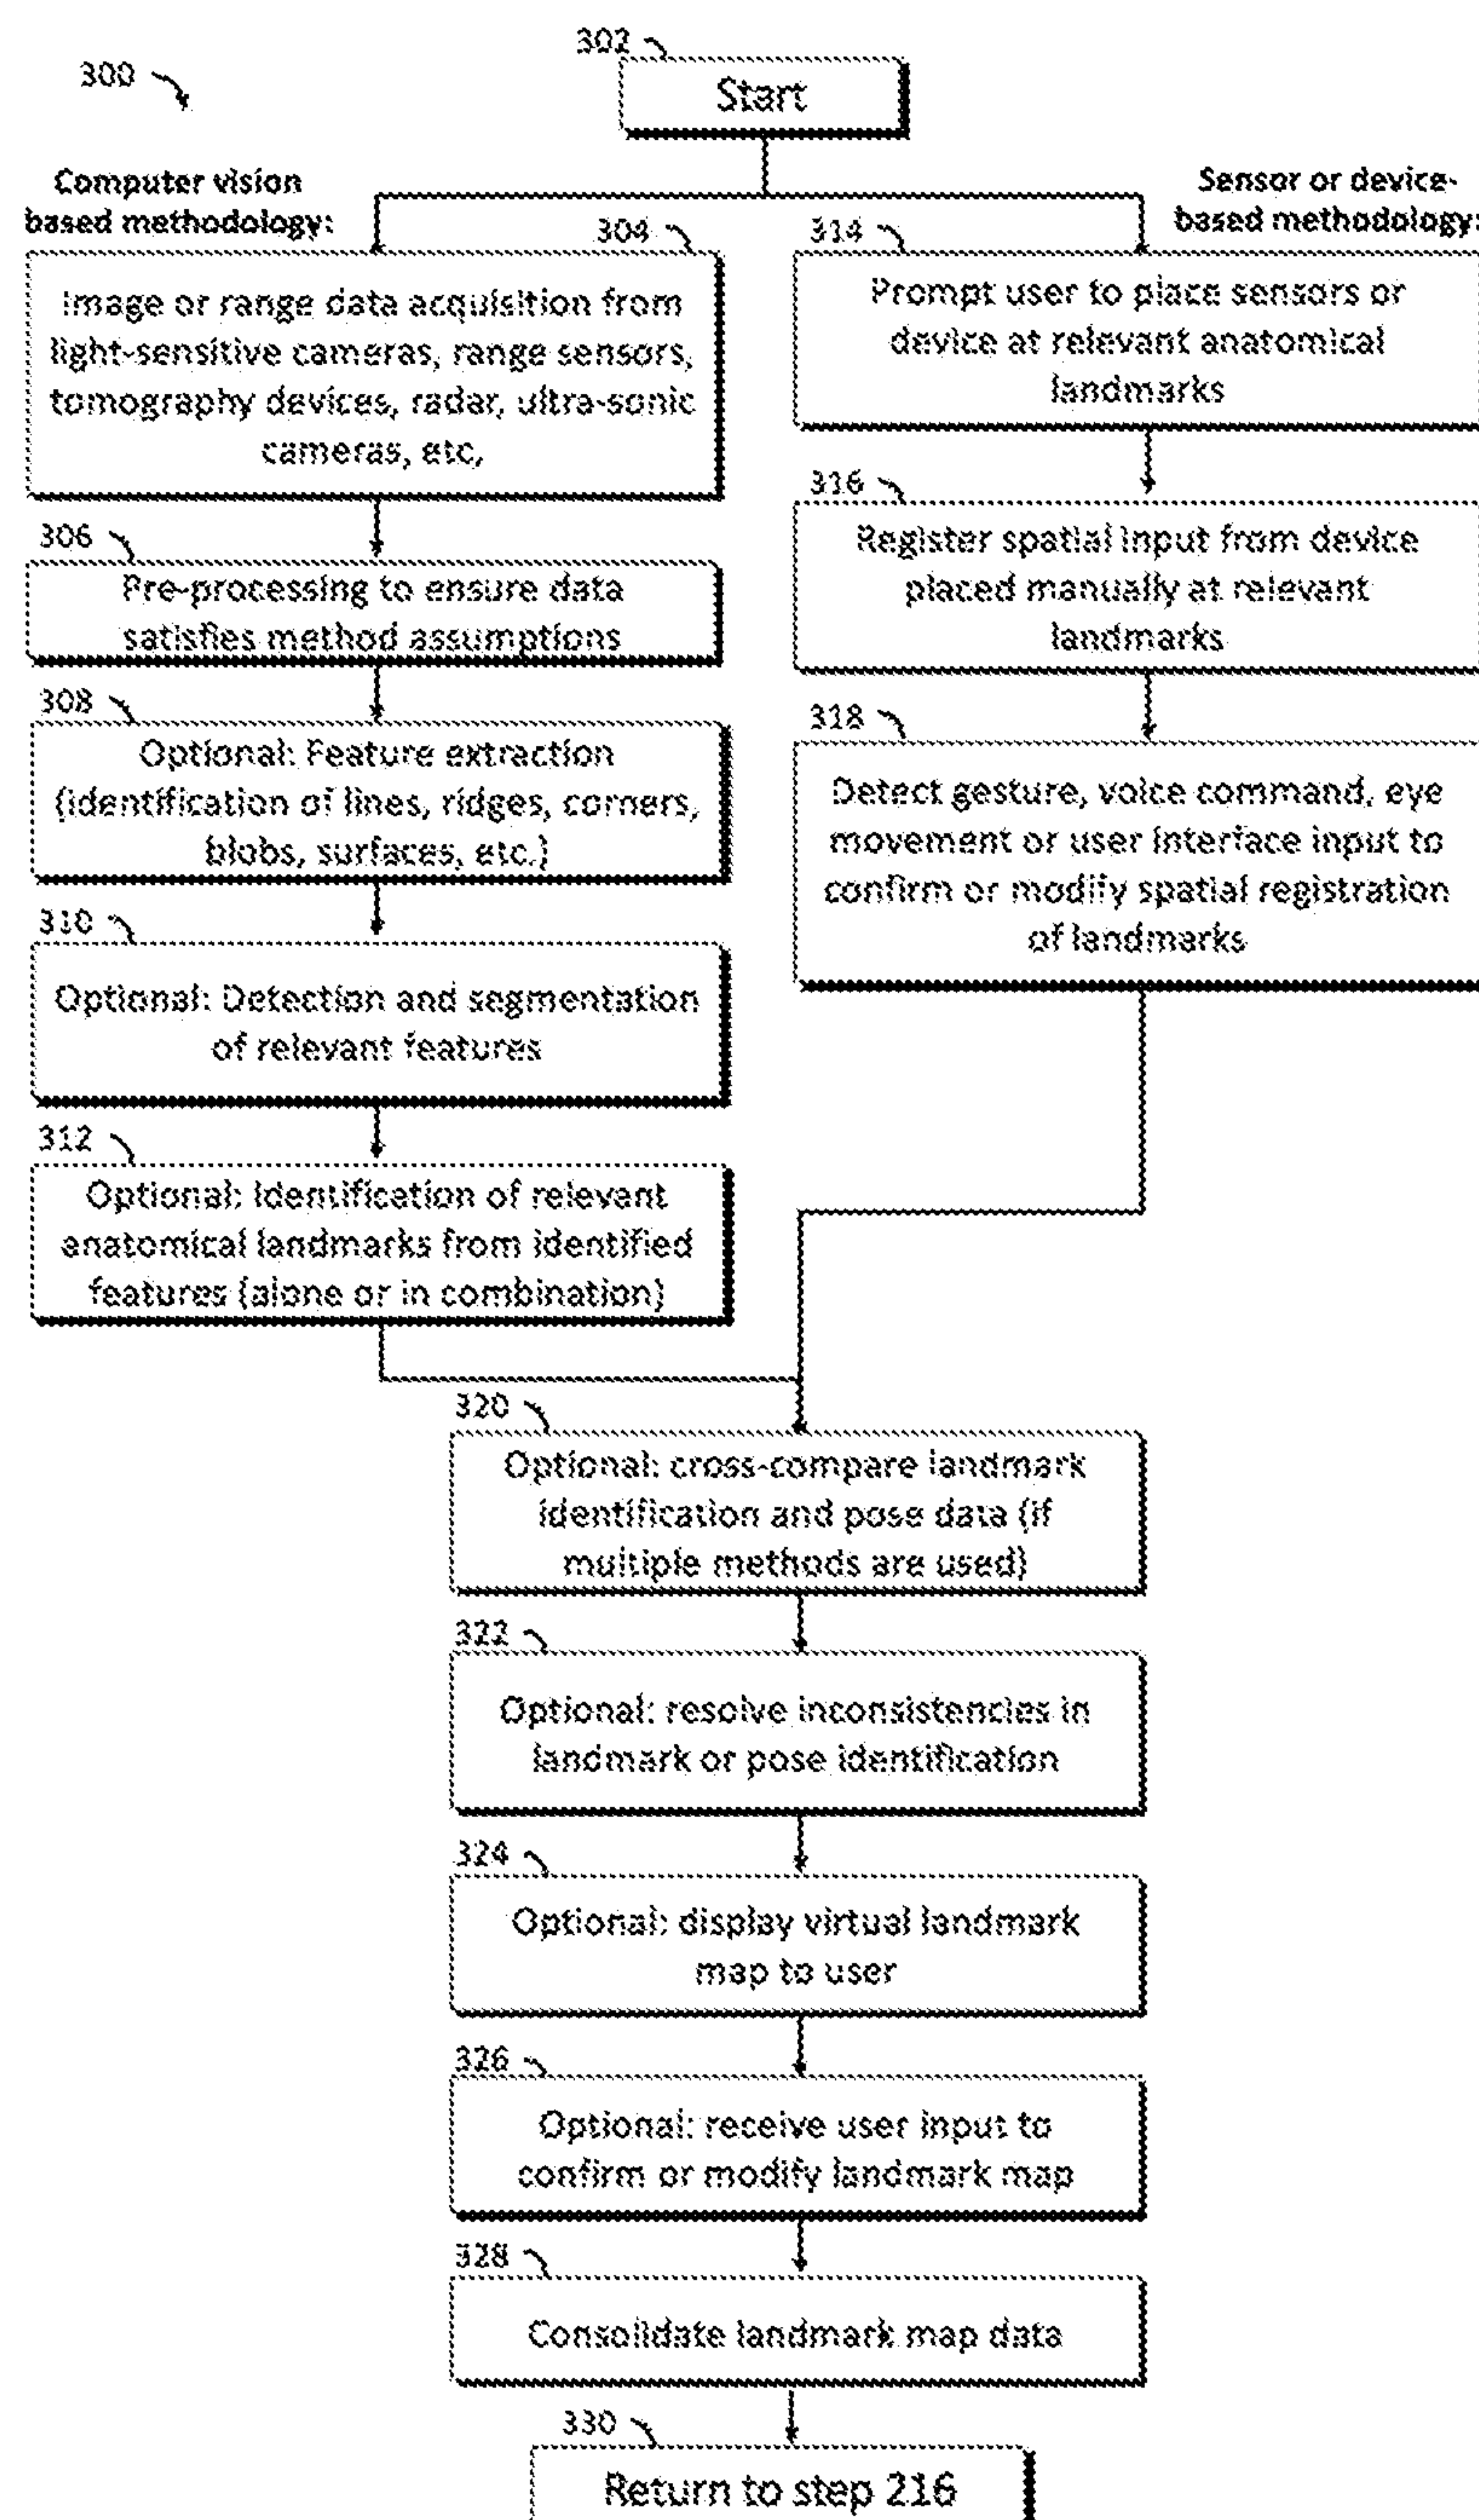 300
302
Start
Computer vision
based methodology:
304
Image or range data acquisition from
light-sensitive cameras, range sensors,
tomography devices, radar, ultra-sonic
cameras, etc,
306
Pre-processing to ensure data
satisfies method assumptions
308
Optional: Feature extraction
(identification of lines, ridges, corners,
blobs, surfaces, etc.)
310
Optional: Detection and segmentation
of relevant features
312
Optional: Identification of relevant
anatomical landmarks from identified
features (alone or in combination)
Sensor or device-
based methodology:
314
Prompt user to place sensors or
device at relevant anatomical
landmarks
316
Register spatial input from device
placed manually at relevant
landmarks
318
Detect gesture, voice command, eye
movement or user interface input to
confirm or modify spatial registration
of landmarks
320
Optional: cross-compare landmark
identification and pose data (if
multiple methods are used)
322
Optional: resolve inconsistencies in
landmark or pose identification
324
Optional: display virtual landmark
map to user
326
Optional: receive user input to
confirm or modify landmark map
328
Consolidate landmark map data
330
Return to step 216